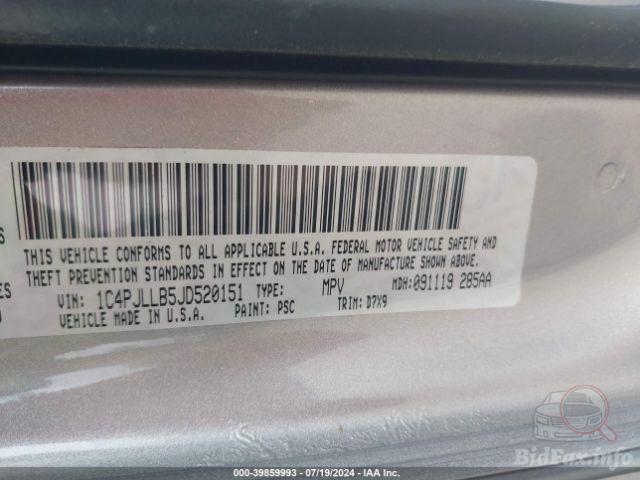 S
THIS VEHICLE CONFORMS TO ALL APPLICABLE U.S.A. FEDERAL MOTOR VEHICLE SAFETY AND
THEFT PREVENTION STANDARDS IN EFFECT ON THE DATE OF MANUFACTURE SHOWN ABOVE.
ES
VIN: 1C4PJLLB5JD520151 TYPE: MPV MDH: 091119 285AA
VEHICLE MADE IN U.S.A. PAINT: PSC TRIM: D7X9
BidFax.info
000-39859993 / 07/19/2024 - IAA Inc.